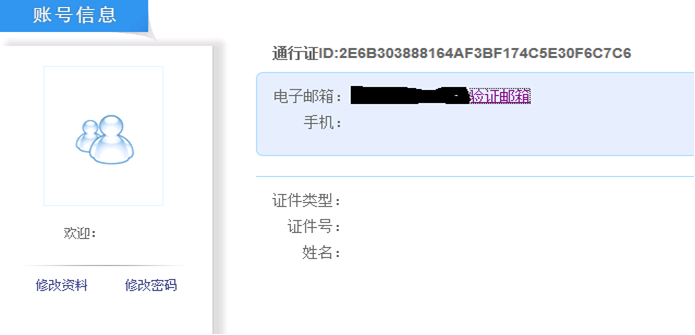 账号信息
通行证ID:2E6B303888164AF3BF174C5E30F6C7C6
电子邮箱：验证邮箱
手机：
欢迎:
修改资料 修改密码
证件类型：
证件号：
姓名：